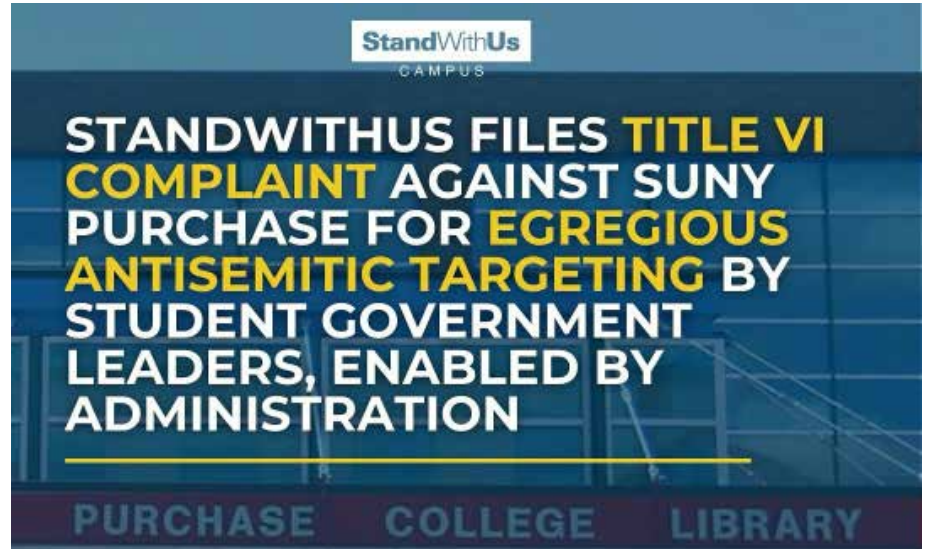 StandWithUs
CAMPUS
STANDWITHUS FILES TITLE VI
COMPLAINT AGAINST SUNY
PURCHASE FOR EGREGIOUS
ANTISEMITIC TARGETING BY
STUDENT GOVERNMENT
LEADERS, ENABLED BY
ADMINISTRATION
PURCHASE COLLEGE LIBRARY